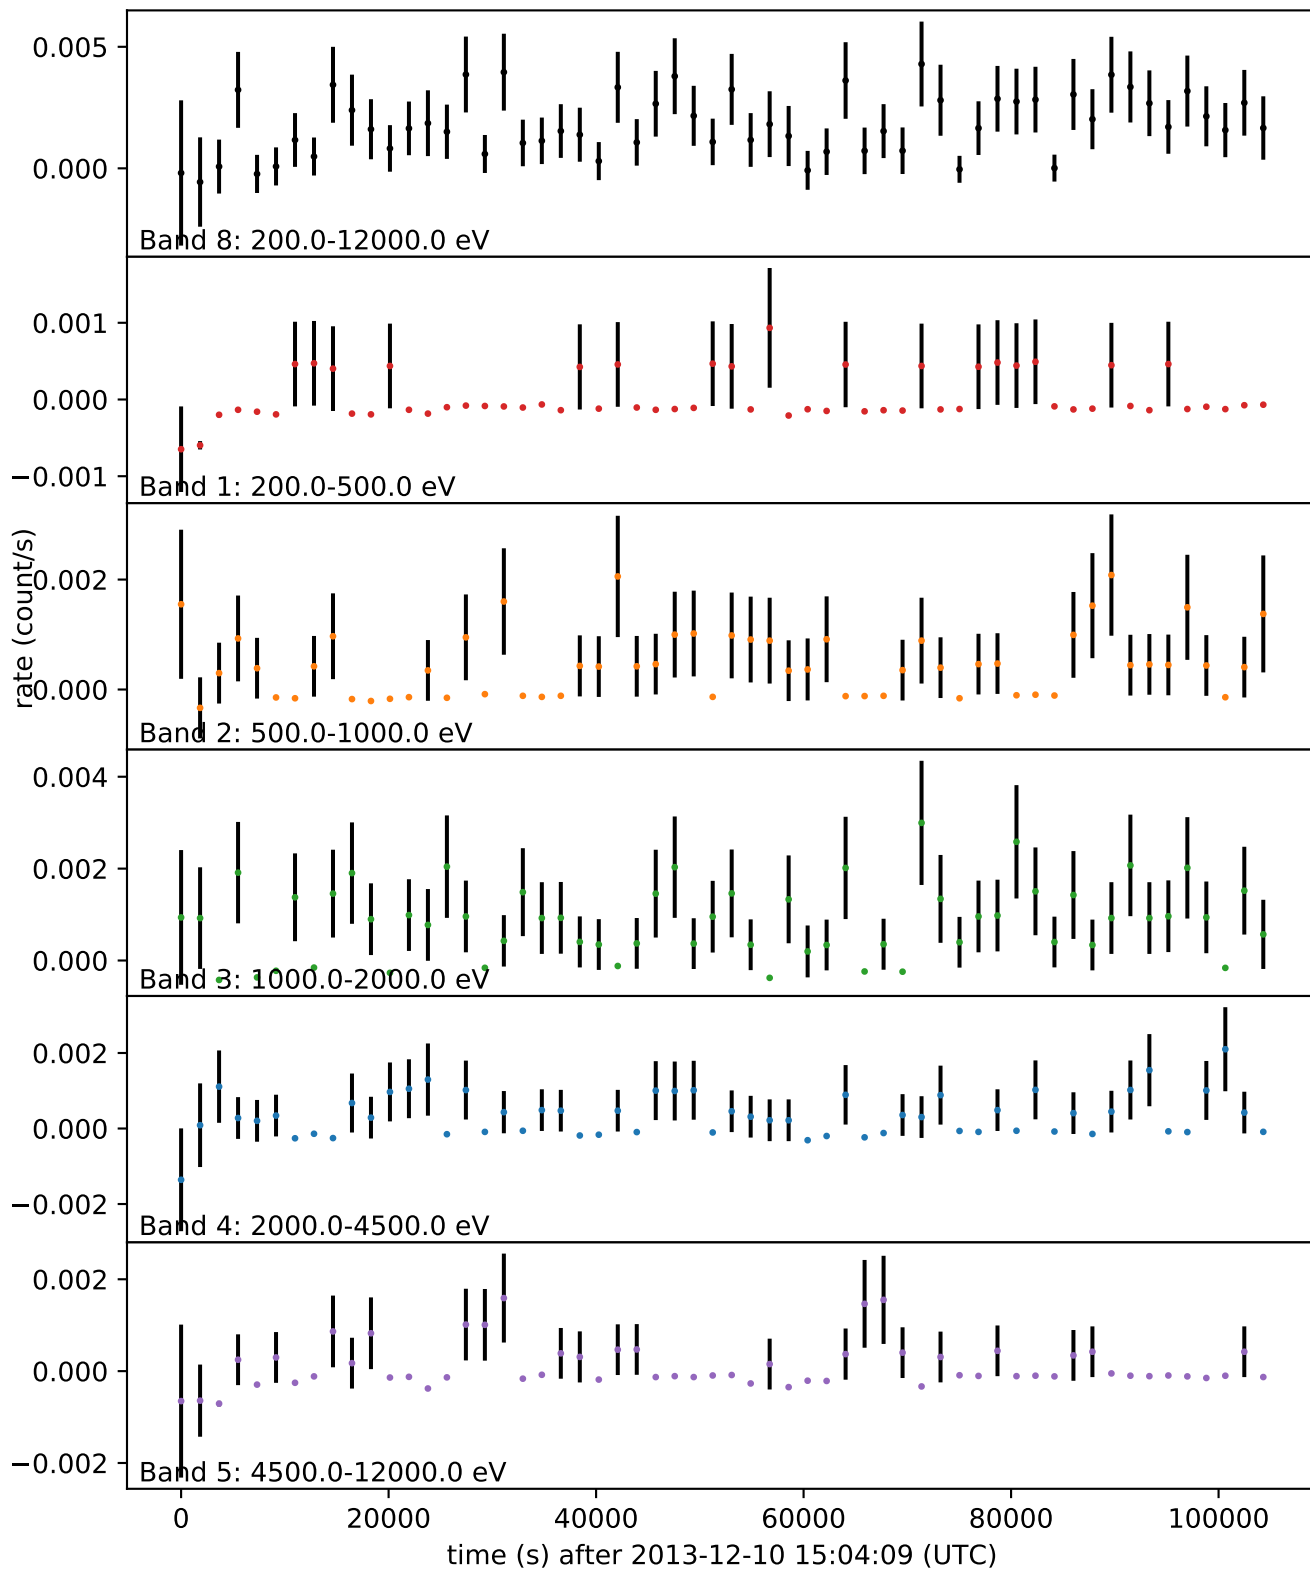 0.005
0.000
Band 8: 200.0-12000.0 eV
0.001
0.000
−0.001
Band 1: 200.0-500.0 eV
rate (count/s)
0.002
0.000
Band 2: 500.0-1000.0 eV
0.004
0.002
0.000
Band 3: 1000.0-2000.0 eV
0.002
0.000
−0.002
Band 4: 2000.0-4500.0 eV
0.002
0.000
−0.002
Band 5: 4500.0-12000.0 eV
0 20000 40000 60000 80000 100000
time (s) after 2013-12-10 15:04:09 (UTC)